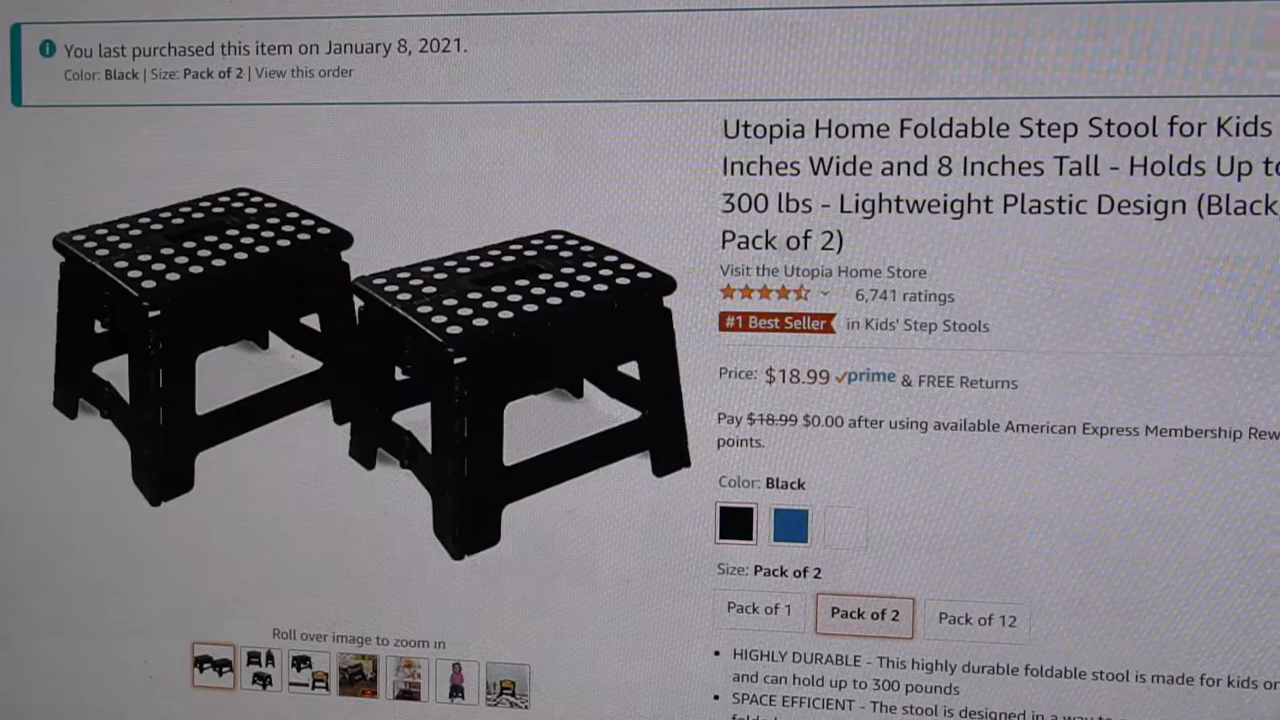 You last purchased this item on January 8, 2021.
Color: Black | Size: Pack of 2 | View this order
Utopia Home Foldable Step Stool for Kids
Inches Wide and 8 Inches Tall - Holds Up to
300 lbs - Lightweight Plastic Design (Black
Pack of 2)
Visit the Utopia Home Store
6,741 ratings
#1 Best Seller in Kids' Step Stools
Price: $18.99 prime & FREE Returns
Pay $18.99 $0.00 after using available American Express Membership Rew
points.
Color: Black
Size: Pack of 2
Pack of 1 Pack of 2 Pack of 12
Roll over image to zoom in
• HIGHLY DURABLE - This highly durable foldable stool is made for kids
and can hold up to 300 pounds
• SPACE EFFICIENT - The stool is designed in a way